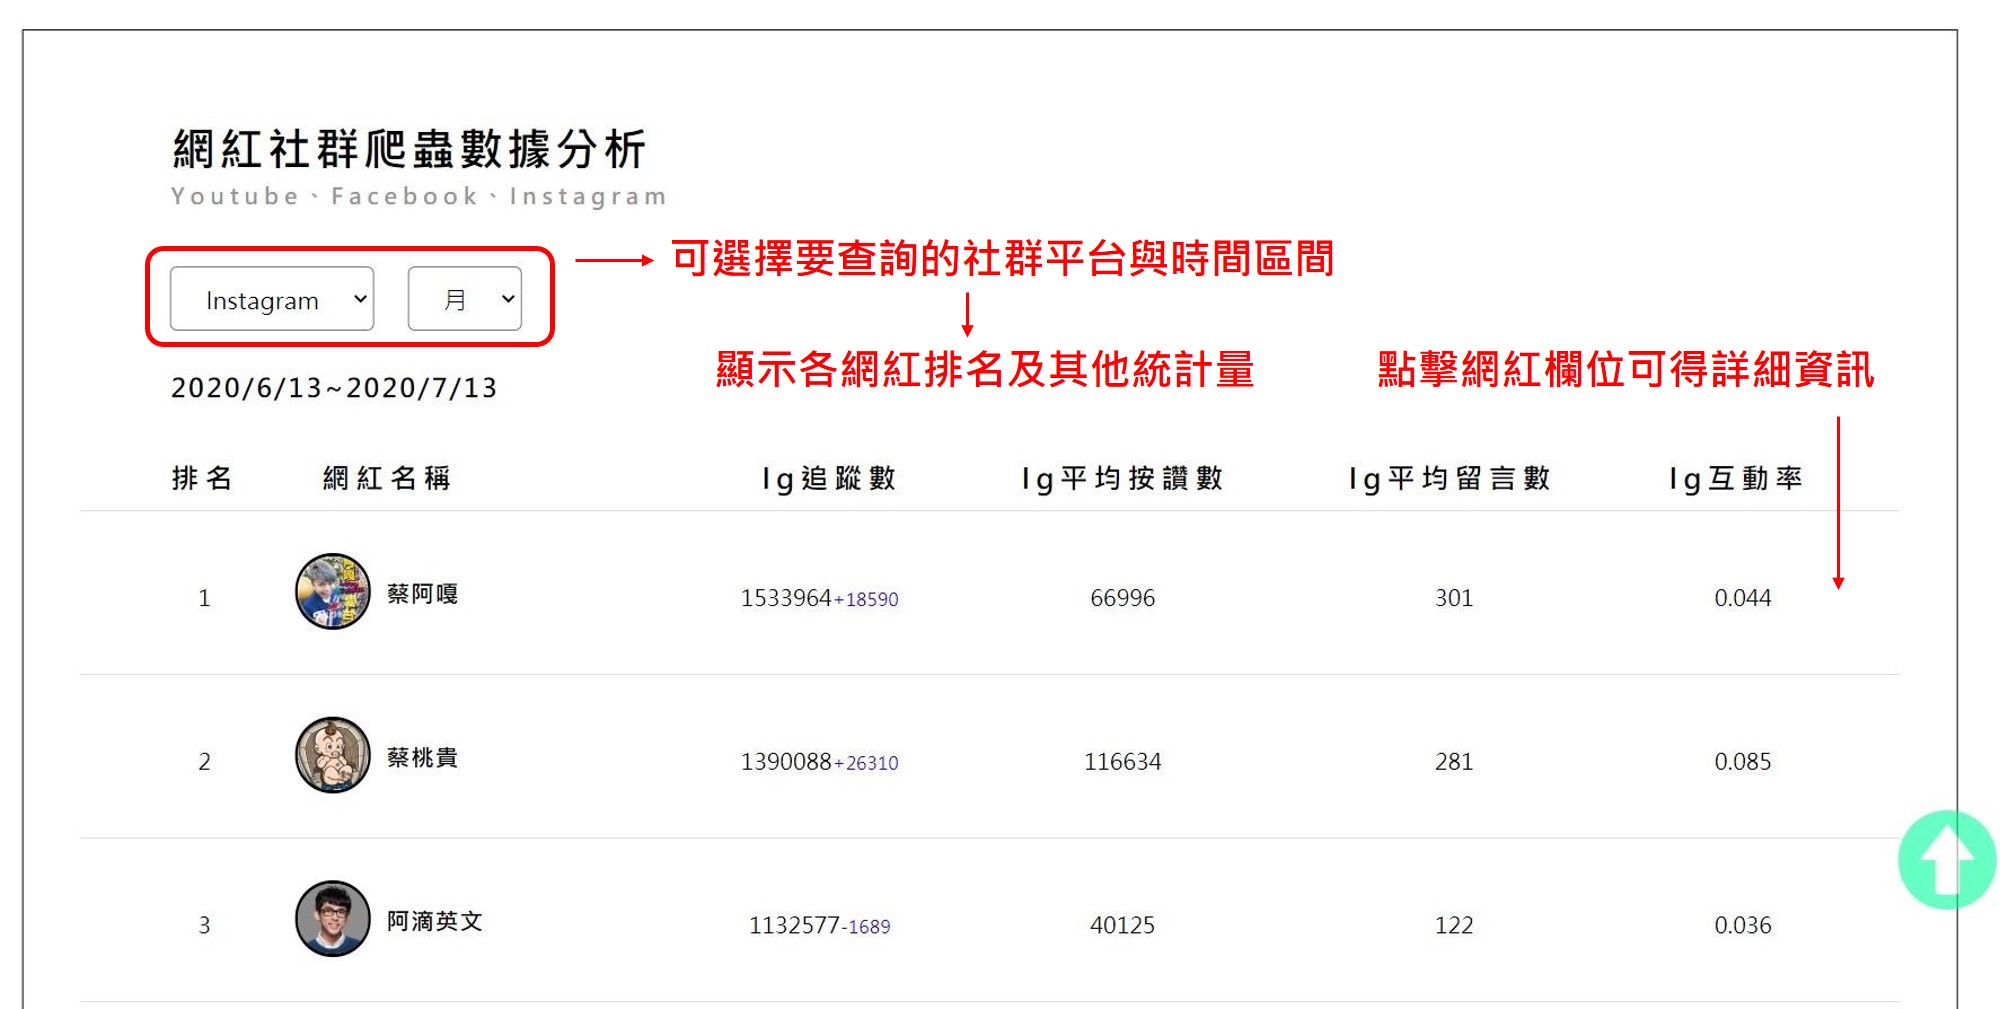 網紅社群爬蟲數據分析
Youtube、Facebook、Instagram
可選擇要查詢的社群平台與時間區間
Instagram 月
顯示各網紅排名及其他統計量
點擊網紅欄位可得詳細資訊
2020/6/13~2020/7/13
排名 網紅名稱 Ig追蹤數 Ig平均按讚數 Ig平均留言數 Ig互動率
1 蔡阿嘎 1533964+18590 66996 301 0.044
2 蔡桃貴 1390088+26310 116634 281 0.085
3 阿滴英文 1132577-1689 40125 122 0.036